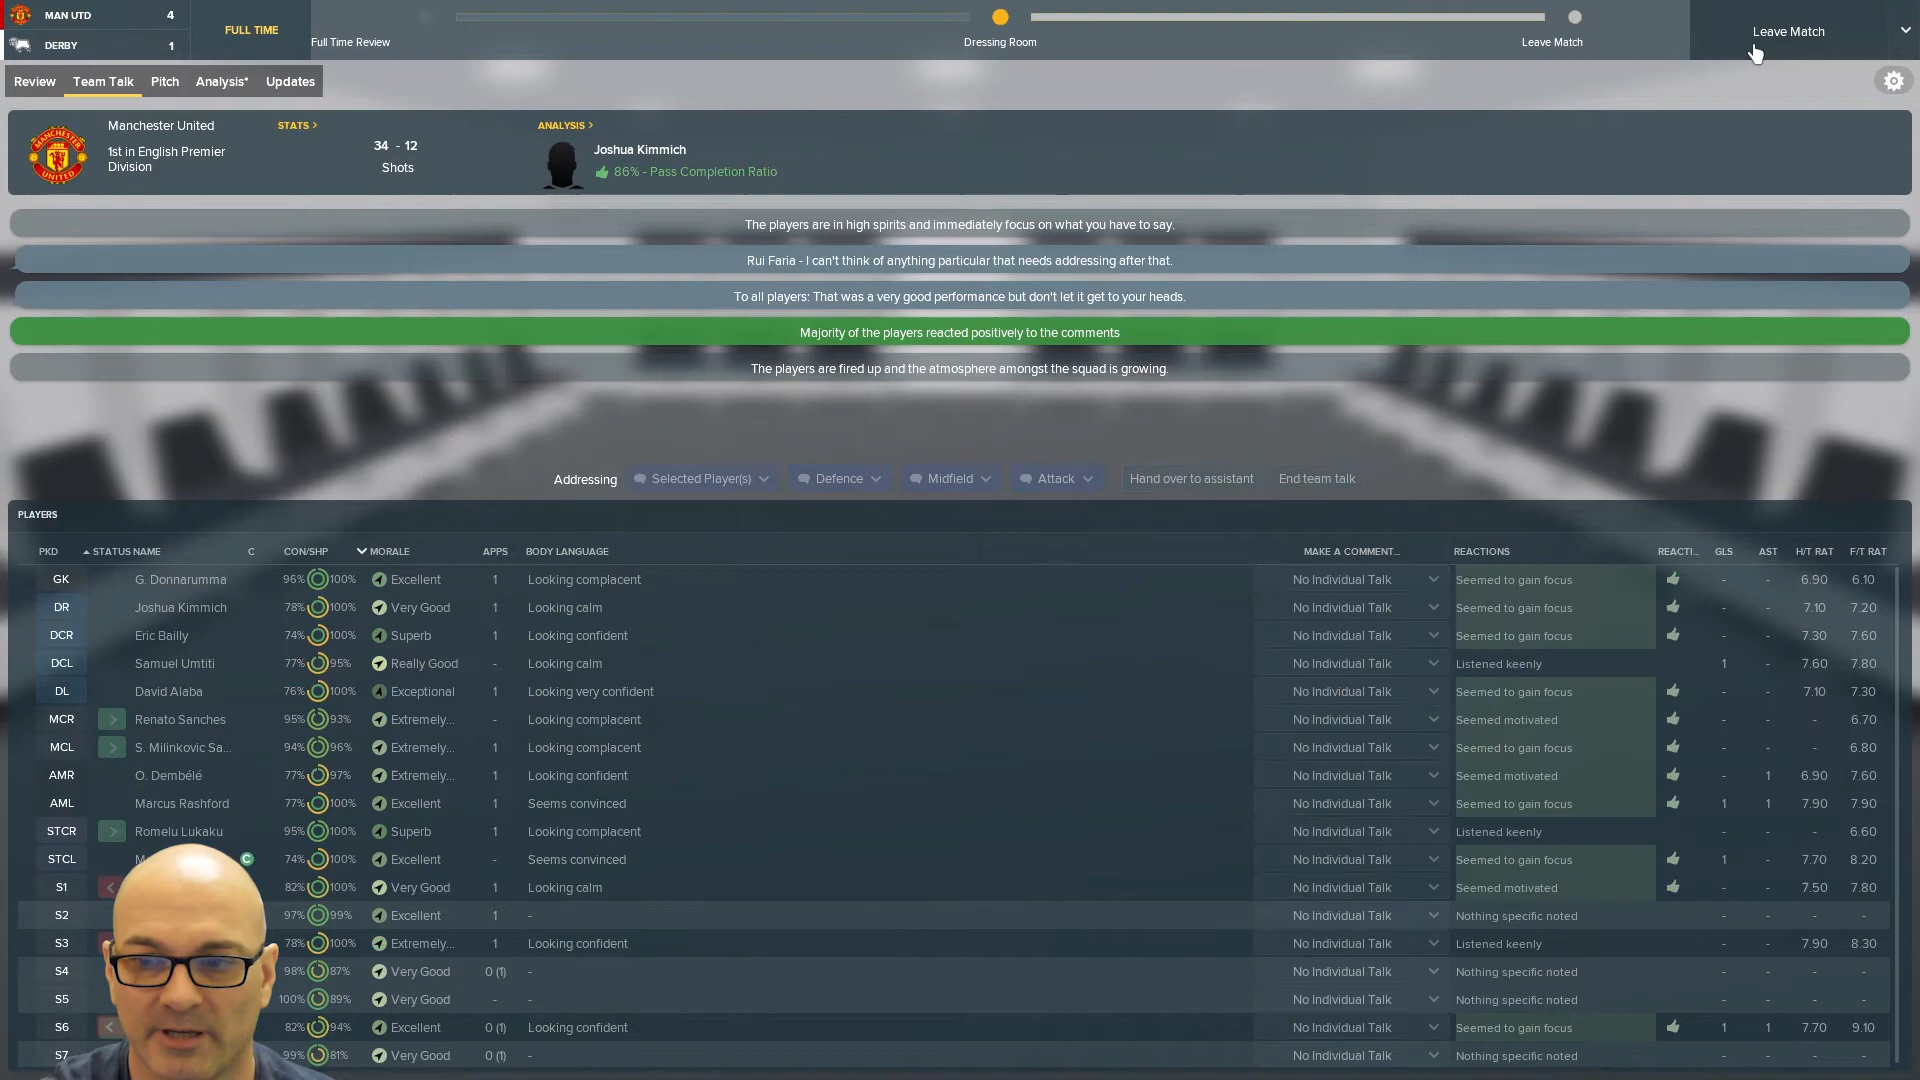 MAN UTD 4
DERBY 1
FULL TIME
Full Time Review
Dressing Room
Leave Match
Leave Match
Review Team Talk Pitch Analysis* Updates
Manchester United
1st in English Premier
Division
STATS >
34 - 12
Shots
ANALYSIS >
Joshua Kimmich
86% - Pass Completion Ratio
The players are in high spirits and immediately focus on what you have to say.
Rui Faria - I can't think of anything particular that needs addressing after that.
To all players: That was a very good performance but don't let it get to your heads.
Majority of the players reacted positively to the comments
The players are fired up and the atmosphere amongst the squad is growing.
Addressing Selected Player(s) Defence Midfield Attack Hand over to assistant End team talk
PLAYERS
PKD STATUS NAME C CON/SHP MORALE APPS BODY LANGUAGE MAKE A COMMENT... REACTIONS REACTI... GLS AST H/T RAT F/T RAT
GK G. Donnarumma 96% 100% Excellent 1 Looking complacent No Individual Talk Seemed to gain focus - - 6.90 6.10
DR Joshua Kimmich 78% 100% Very Good 1 Looking calm No Individual Talk Seemed to gain focus - - 7.10 7.20
DCR Eric Bailly 74% 100% Superb 1 Looking confident No Individual Talk Seemed to gain focus - - 7.30 7.60
DCL Samuel Umtiti 77% 95% Really Good - Looking calm No Individual Talk Listened keenly 1 - 7.60 7.80
DL David Alaba 76% 100% Exceptional 1 Looking very confident No Individual Talk Seemed to gain focus - - 7.10 7.30
MCR Renato Sanches 95% 93% Extremely... - Looking complacent No Individual Talk Seemed motivated - - - 6.70
MCL S. Milinkovic Sa... 94% 96% Extremely... 1 Looking complacent No Individual Talk Seemed to gain focus - - - 6.80
AMR O. Dembélé 77% 97% Extremely... 1 Looking confident No Individual Talk Seemed motivated - 1 6.90 7.60
AML Marcus Rashford 77% 100% Excellent 1 Seems convinced No Individual Talk Seemed to gain focus 1 1 7.90 7.90
STCR Romelu Lukaku 95% 100% Superb 1 Looking complacent No Individual Talk Listened keenly - - - 6.60
STCL C 74% 100% Excellent - Seems convinced No Individual Talk Seemed to gain focus 1 - 7.70 8.20
S1 82% 100% Very Good 1 Looking calm No Individual Talk Seemed motivated - - 7.50 7.80
S2 97% 99% Excellent 1 - No Individual Talk Nothing specific noted - - - -
S3 78% 100% Extremely... 1 Looking confident No Individual Talk Listened keenly - - 7.90 8.30
S4 98% 87% Very Good 0 (1) - No Individual Talk Nothing specific noted - - - -
S5 100% 89% Very Good - - No Individual Talk Nothing specific noted - - - -
S6 82% 94% Excellent 0 (1) Looking confident No Individual Talk Seemed to gain focus 1 1 7.70 9.10
S7 99% 81% Very Good 0 (1) - No Individual Talk Nothing specific noted - - - -